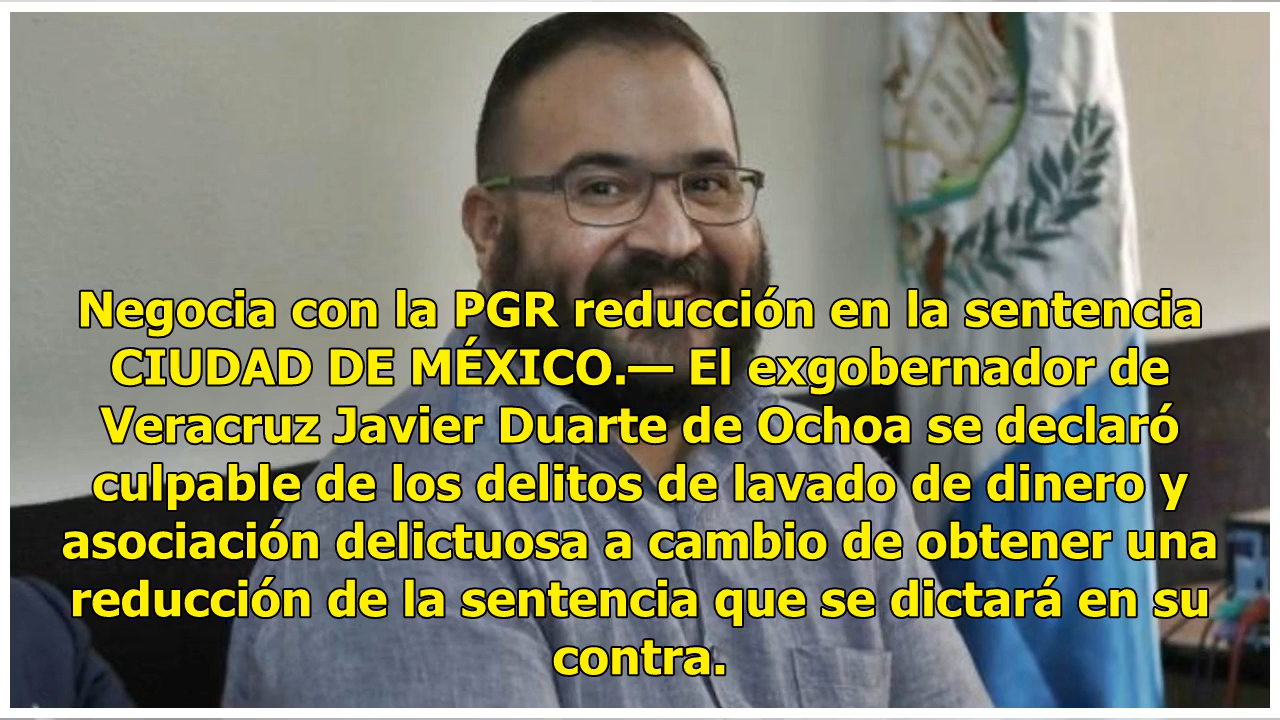 Negocia con la PGR reducción en la sentencia
CIUDAD DE MÉXICO.— El exgobernador de
Veracruz Javier Duarte de Ochoa se declaró
culpable de los delitos de lavado de dinero y
asociación delictuosa a cambio de obtener una
reducción de la sentencia que se dictará en su
contra.